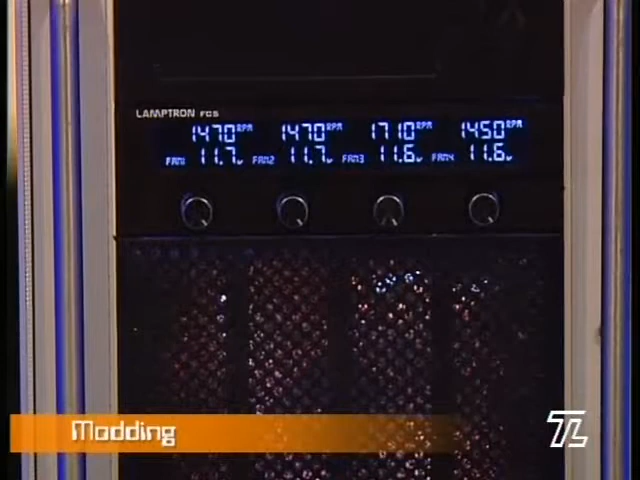 LAMPTRON FC5
1470RPM 1470RPM 1710RPM 1450RPM
FAN1 11.7v FAN2 11.7v FAN3 11.6v FAN4 11.6v
Modding
TL